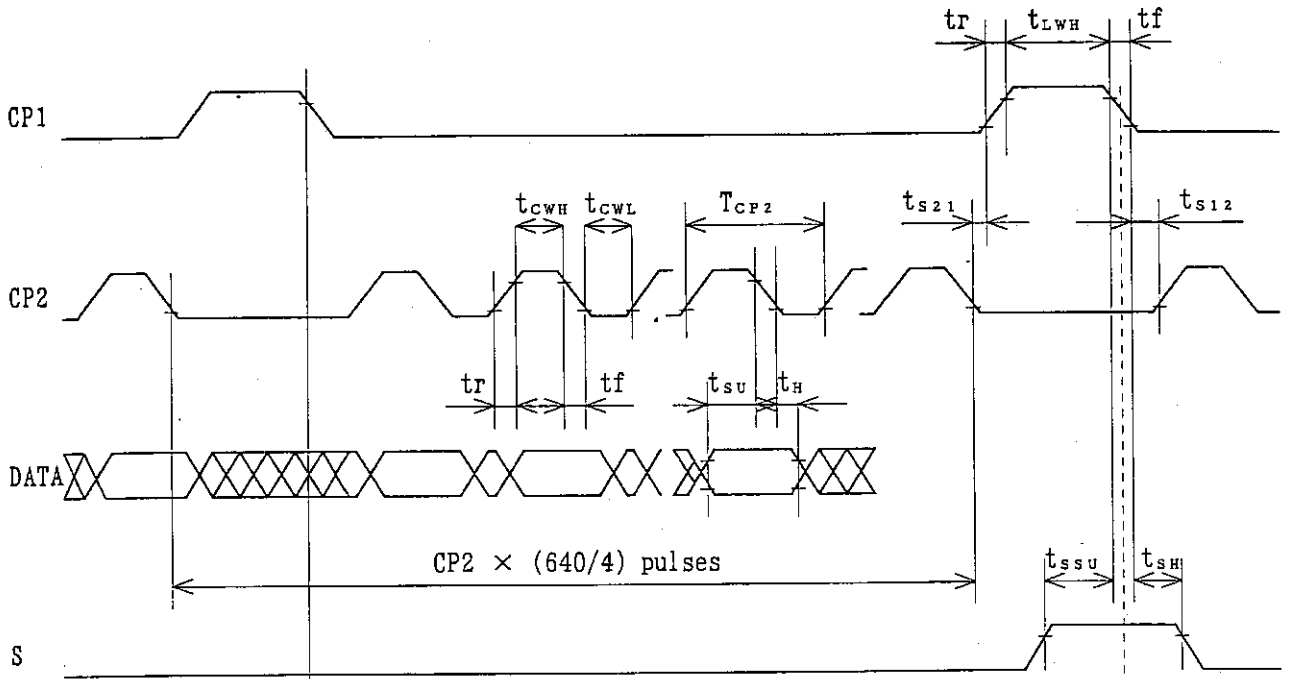 tr tLWH tf
CP1
tCWH tCWL TCP2 tS21 tS12
CP2
tr tf tSU tH
DATA
CP2 × (640/4) pulses
tSSU tSH
S